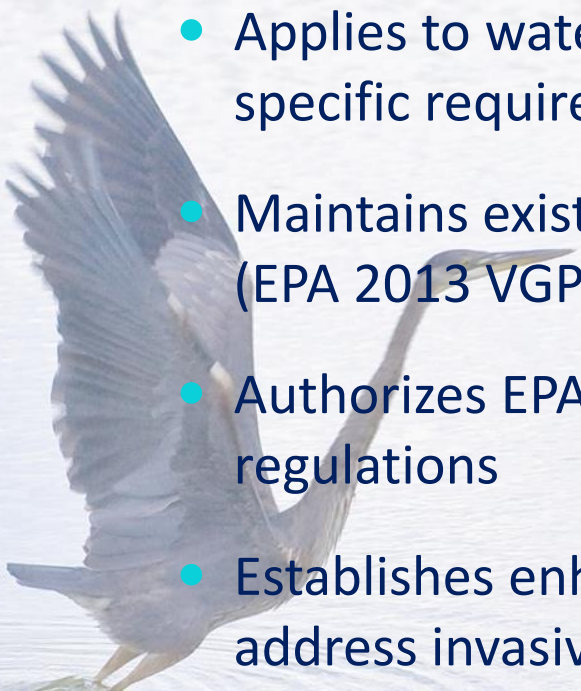 • Applies to wate
specific require
• Maintains exist
(EPA 2013 VGP
• Authorizes EPA
regulations
• Establishes enh
address invasiv